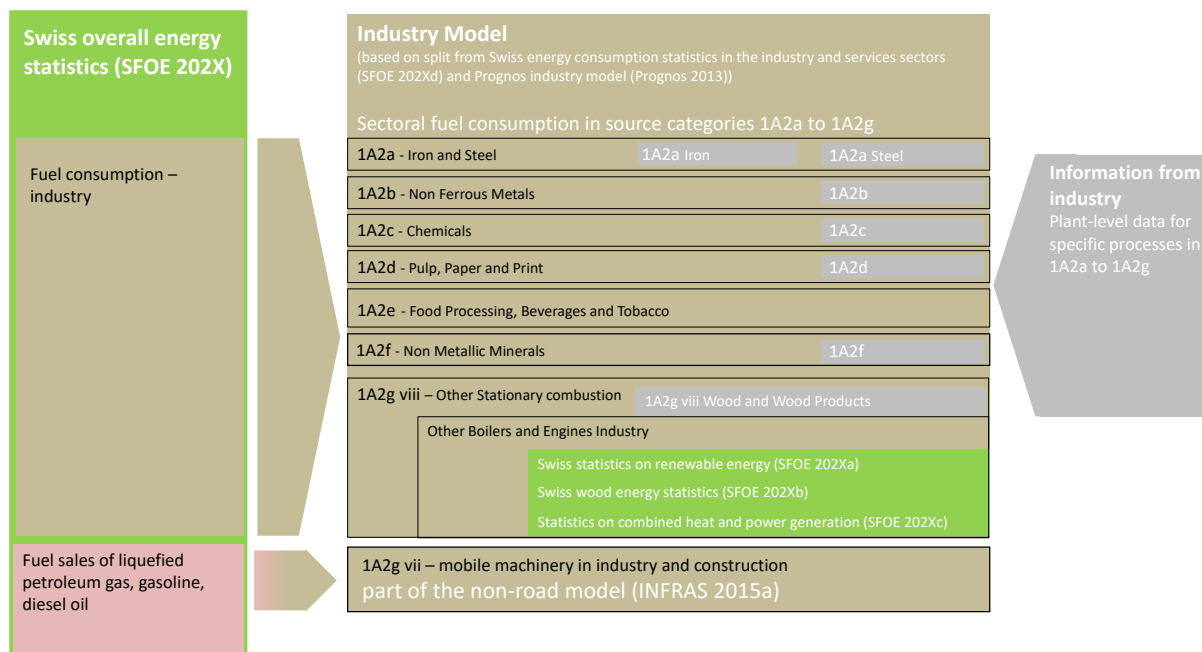 Swiss overall energy
statistics (SFOE 202X)
Fuel consumption –
industry
Fuel sales of liquefied
petroleum gas, gasoline,
diesel oil
Industry Model
(based on split from Swiss energy consumption statistics in the industry and services sectors
(SFOE 202Xd) and Prognos industry model (Prognos 2013))
Sectoral fuel consumption in source categories 1A2a to 1A2g
1A2a - Iron and Steel 1A2a Iron 1A2a Steel
1A2b - Non Ferrous Metals 1A2b
1A2c - Chemicals 1A2c
1A2d - Pulp, Paper and Print 1A2d
1A2e - Food Processing, Beverages and Tobacco
1A2f - Non Metallic Minerals 1A2f
1A2g viii – Other Stationary combustion 1A2g viii Wood and Wood Products
Other Boilers and Engines Industry
Swiss statistics on renewable energy (SFOE 202Xa)
Swiss wood energy statistics (SFOE 202Xb)
Statistics on combined heat and power generation (SFOE 202Xc)
1A2g vii – mobile machinery in industry and construction
part of the non-road model (INFRAS 2015a)
Information from
industry
Plant-level data for
specific processes in
1A2a to 1A2g